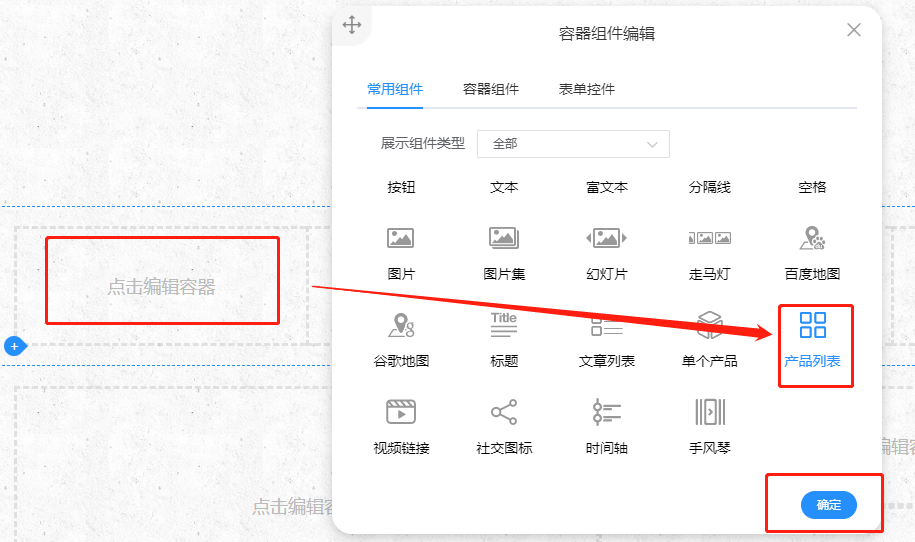 容器组件编辑
常用组件 容器组件 表单控件
展示组件类型 全部
按钮 文本 富文本 分隔线 空格
点击编辑容器
图片 图片集 幻灯片 走马灯 百度地图
Title
谷歌地图 标题 文章列表 单个产品 产品列表
视频链接 社交图标 时间轴 手风琴
点击编辑容
编辑容
确定